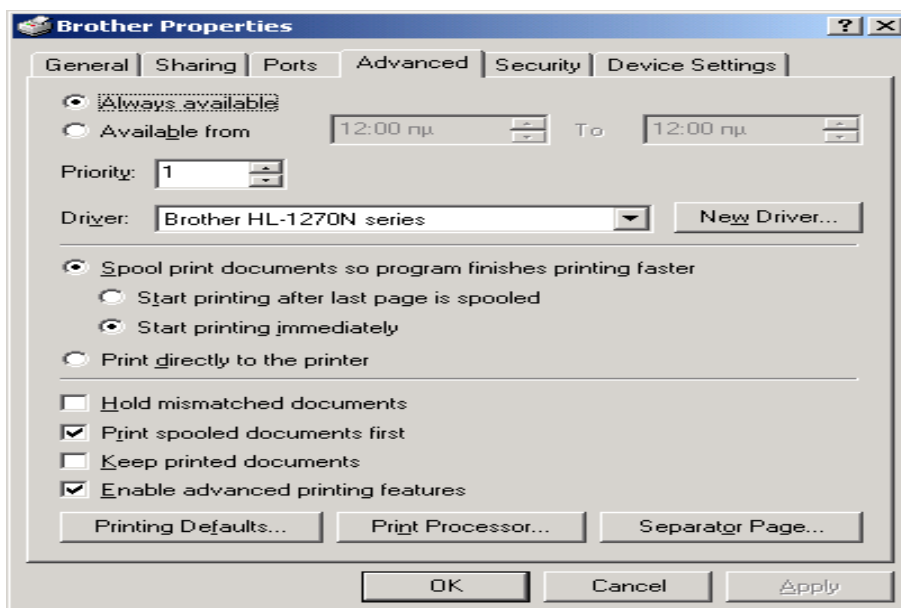 Brother Properties
General Sharing Ports Advanced Security Device Settings
Always available
Available from 12:00 πμ To 12:00 πμ
Priority: 1
Driver: Brother HL-1270N series New Driver...
Spool print documents so program finishes printing faster
Start printing after last page is spooled
Start printing immediately
Print directly to the printer
Hold mismatched documents
Print spooled documents first
Keep printed documents
Enable advanced printing features
Printing Defaults... Print Processor... Separator Page...
OK Cancel Apply